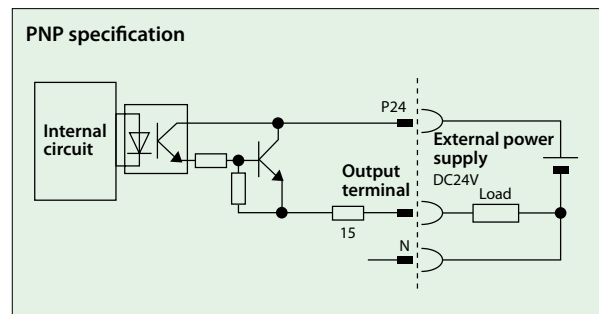 PNP specification
Internal
circuit
P24
External power
supply
DC24V
Output
terminal
Load
15
N